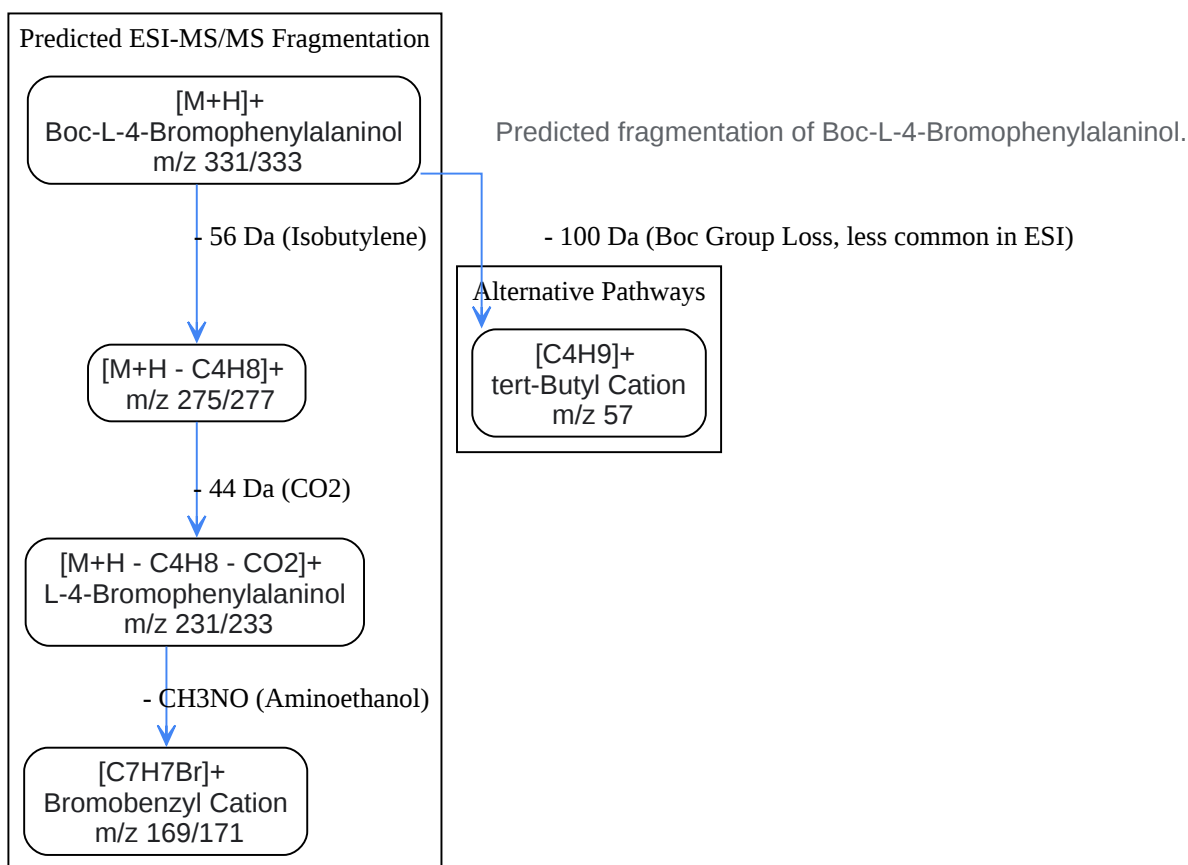 Predicted ESI-MS/MS Fragmentation
[M+H]+
Boc-L-4-Bromophenylalaninol
m/z 331/333
Predicted fragmentation of Boc-L-4-Bromophenylalaninol.
- 56 Da (Isobutylene)
- 100 Da (Boc Group Loss, less common in ESI)
Alternative Pathways
[C4H9]+
tert-Butyl Cation
m/z 57
[M+H - C4H8]+
m/z 275/277
- 44 Da (CO2)
[M+H - C4H8 - CO2]+
L-4-Bromophenylalaninol
m/z 231/233
- CH3NO (Aminoethanol)
[C7H7Br]+
Bromobenzyl Cation
m/z 169/171